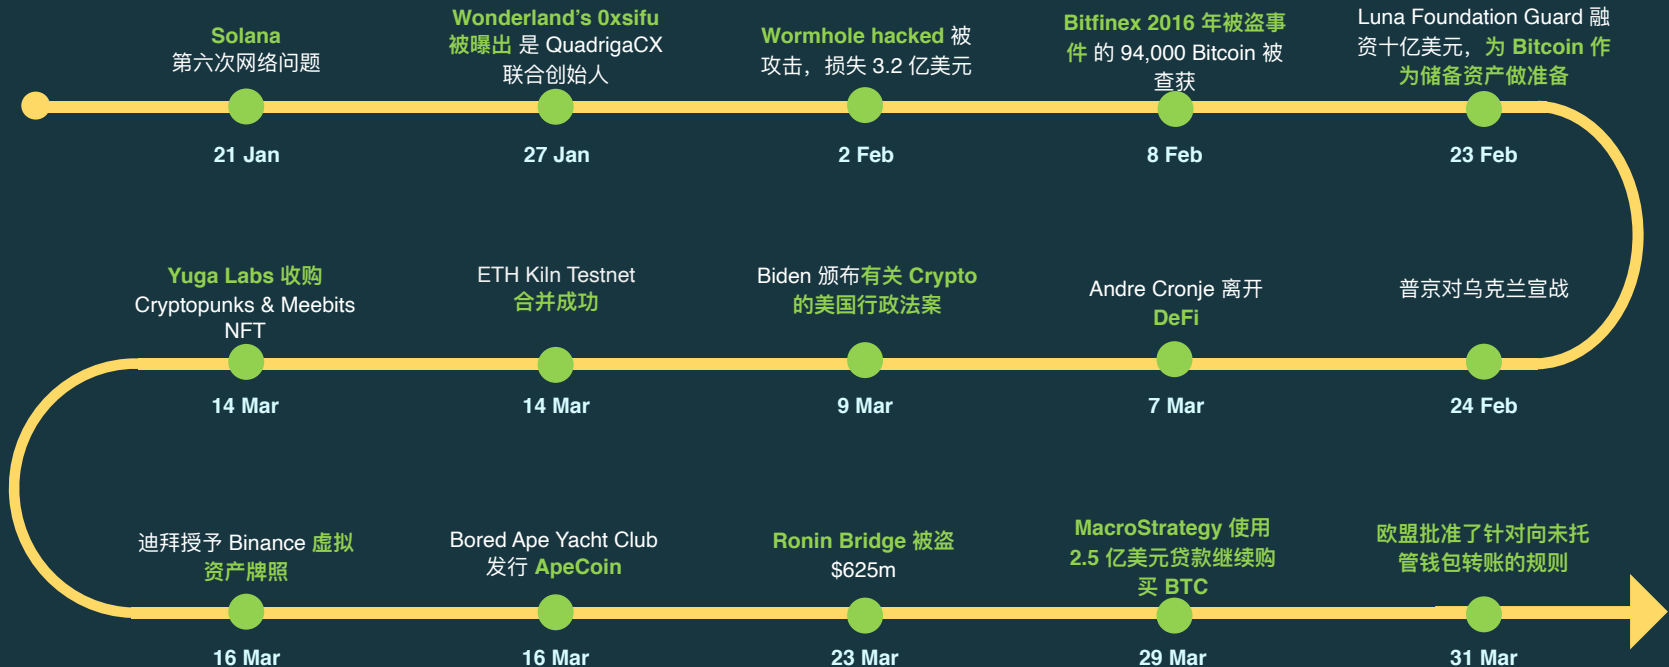 Solana
第六次网络问题
21 Jan
Wonderland's 0xsifu
被曝出 是 QuadrigaCX
联合创始人
27 Jan
Wormhole hacked 被
攻击，损失 3.2 亿美元
2 Feb
Bitfinex 2016 年被盗事
件 的 94,000 Bitcoin 被
查获
8 Feb
Luna Foundation Guard 融
资十亿美元，为 Bitcoin 作
为储备资产做准备
23 Feb
普京对乌克兰宣战
24 Feb
Andre Cronje 离开
DeFi
7 Mar
Biden 颁布有关 Crypto
的美国行政法案
9 Mar
ETH Kiln Testnet
合并成功
14 Mar
Yuga Labs 收购
Cryptopunks & Meebits
NFT
14 Mar
迪拜授予 Binance 虚拟
资产牌照
16 Mar
Bored Ape Yacht Club
发行 ApeCoin
16 Mar
Ronin Bridge 被盗
$625m
23 Mar
MacroStrategy 使用
2.5 亿美元贷款继续购
买 BTC
29 Mar
欧盟批准了针对向未托
管钱包转账的规则
31 Mar